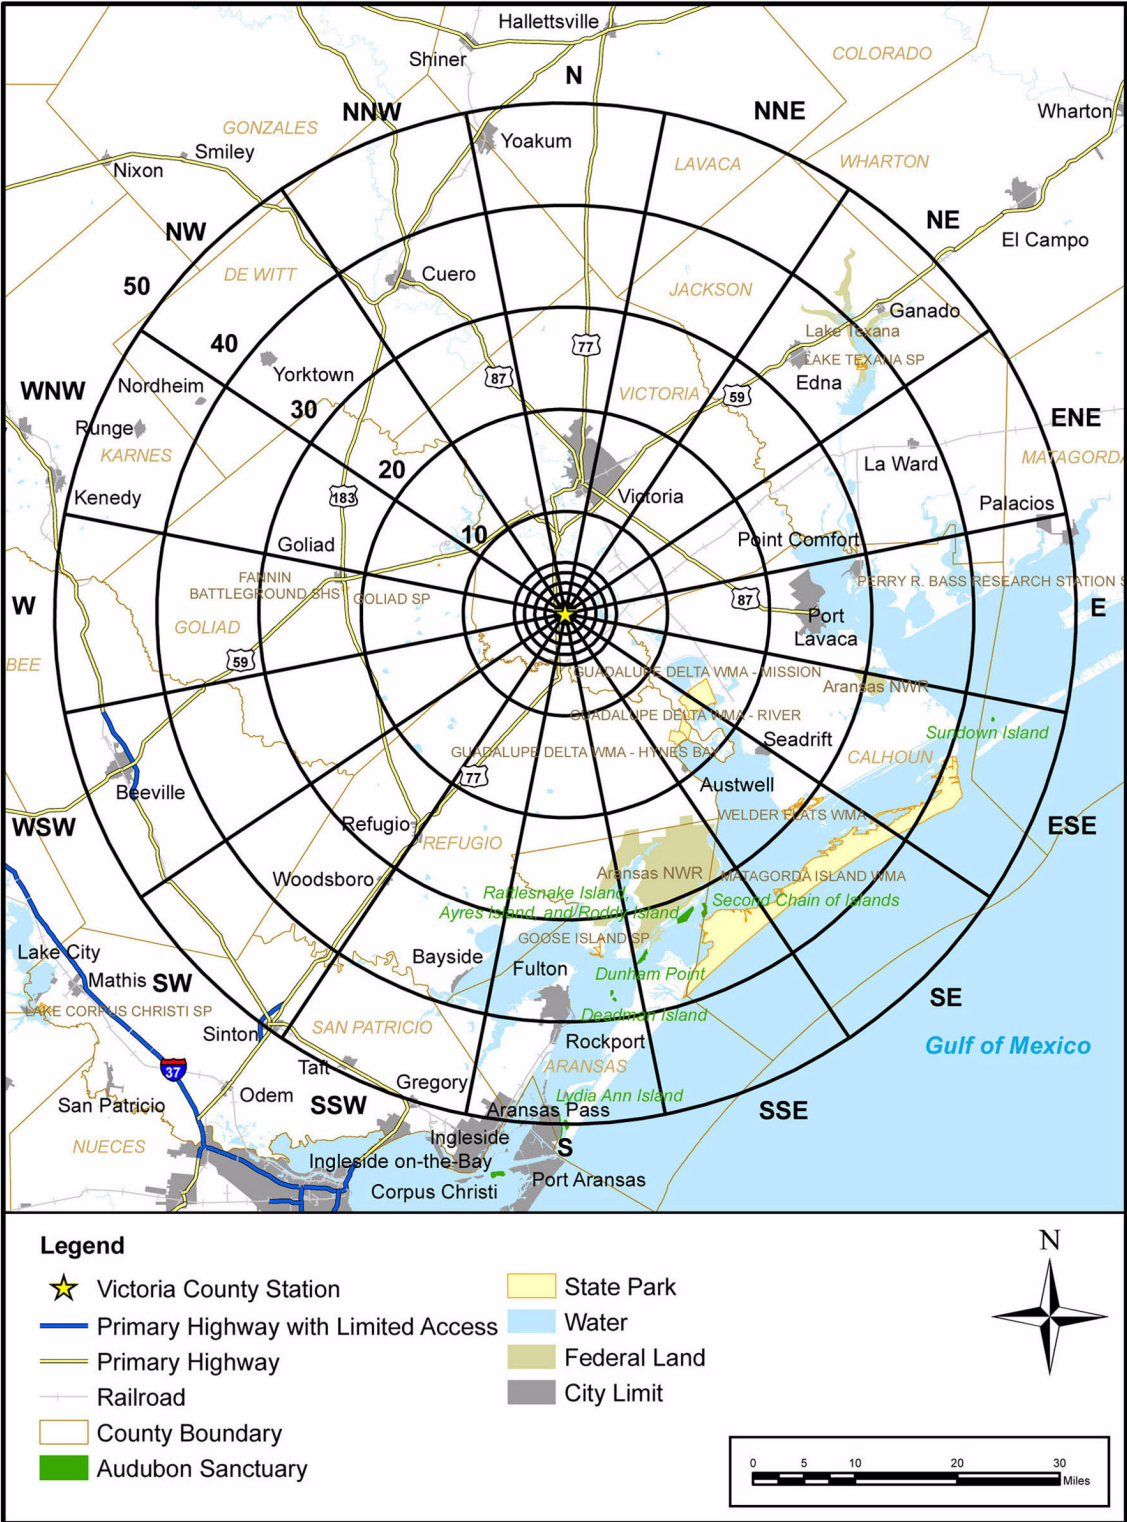 Hallettsville
Shiner
COLORADO
N
NNW
NNE
Wharton
GONZALES
Yoakum
Smiley
Nixon
LAVACA
WHARTON
NE
NW
El Campo
DE WITT
Cuero
50
JACKSON
Ganado
Lake Texana
40
77
LAKE TEXANA SP
Yorktown
Edna
Nordheim
87
WNW
VICTORIA
59
30
ENE
Runge
KARNES
MATAGORDA
La Ward
20
Kenedy
183
Victoria
Palacios
10
Point Comfort
Goliad
FANNIN
BATTLEGROUND SHS
GOLIAD SP
PERRY R. BASS RESEARCH STATION S
W
87
E
Port
Lavaca
GOLIAD
59
BEE
GUADALUPE DELTA WMA - MISSION
Aransas NWR
GUADALUPE DELTA WMA - RIVER
Sundown Island
Seadrift
GUADALUPE DELTA WMA - HYNES BAY
CALHOUN
77
Austwell
Beeville
WELDER FLATS WMA
WSW
Refugio
ESE
REFUGIO
Aransas NWR
MATAGORDA ISLAND WMA
Woodsboro
Rattlesnake Island,
Ayres Island, and Roddy Island
Second Chain of Islands
GOOSE ISLAND SP
Lake City
Bayside
Fulton
Dunham Point
Mathis
SW
SE
LAKE CORPUS CHRISTI SP
Deadman Island
SAN PATRICIO
Sinton
Rockport
Gulf of Mexico
37
Taft
ARANSAS
Gregory
Odem
Lydia Ann Island
San Patricio
SSW
Aransas Pass
SSE
NUECES
Ingleside
S
Ingleside on-the-Bay
Port Aransas
Corpus Christi
Legend
Victoria County Station
Primary Highway with Limited Access
Primary Highway
Railroad
County Boundary
Audubon Sanctuary
State Park
Water
Federal Land
City Limit
N
0 5 10 20 30
Miles